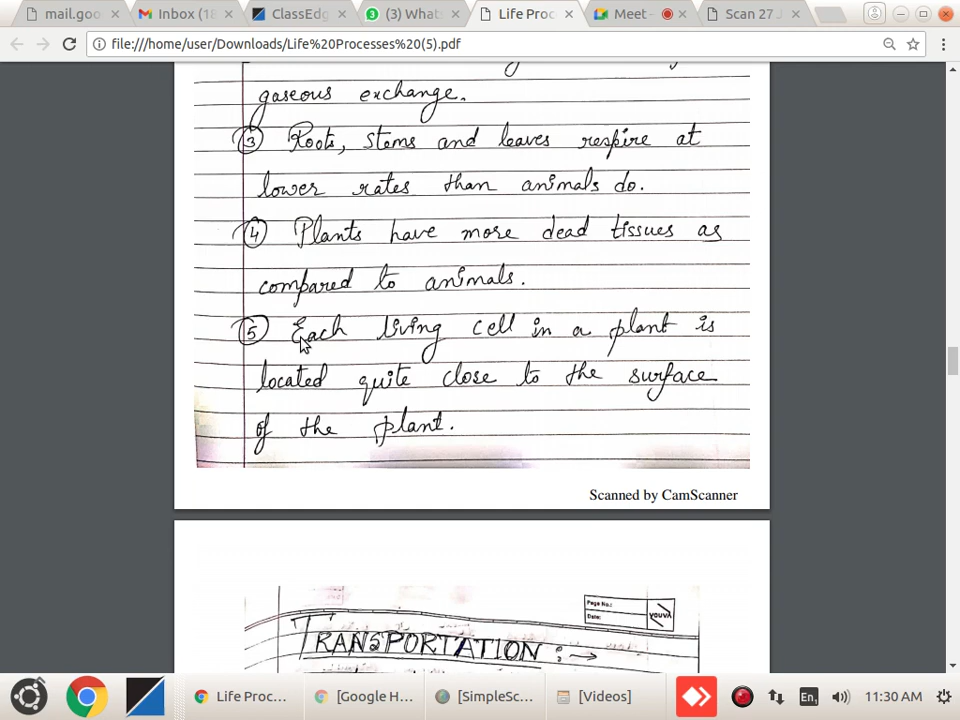 mail.goo
Inbox (18
ClassEdg
(3) What
Life Proc
Meet -
Scan 27 J
file:///home/user/Downloads/Life%20Processes%20(5).pdf
gaseous exchange.
③ Roots, stems and leaves respire at
lower rates than animals do.
④ Plants have more dead tissues as
compared to animals.
⑤ Each living cell in a plant is
located quite close to the surface
of the plant.
Scanned by CamScanner
Page No.:
Date:
YOUVA
TRANSPORTATION :→
Life Proc...
[Google H...
[SimpleSc...
[Videos]
En
11:30 AM